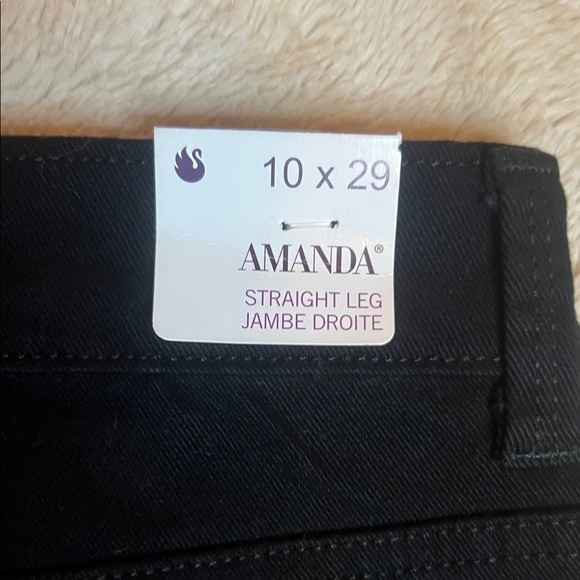 10 x 29
AMANDA®
STRAIGHT LEG
JAMBE DROITE